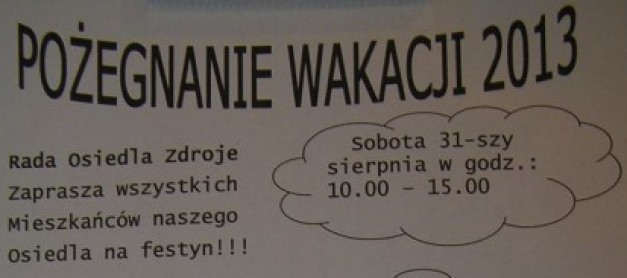 POŻEGNANIE WAKACJI 2013
Rada Osiedla Zdroje
Zaprasza wszystkich
Mieszkańców naszego
Osiedla na festyn!!!
Sobota 31-szy
sierpnia w godz.:
10.00 – 15.00